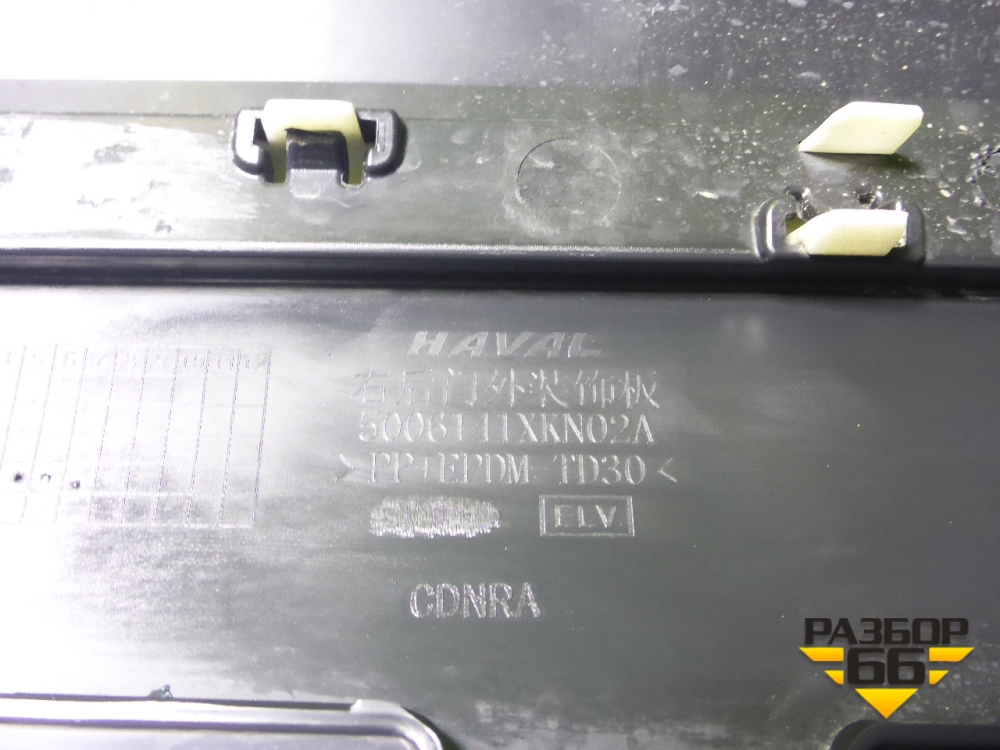 HAVAL
右后门外装饰板
5006141XKN02A
>PP+EPDM-TD30<
ELV.
CDNRA
РАЗБОР
66